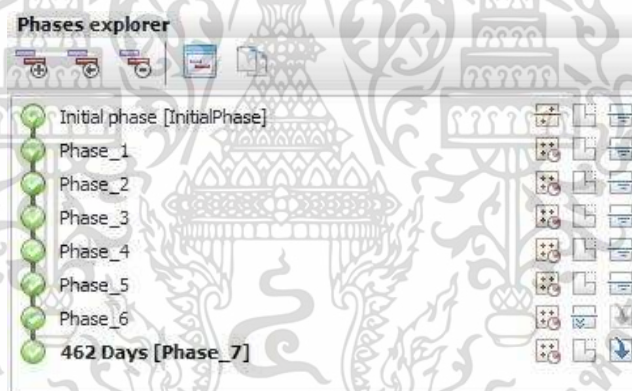 Phases explorer
Initial phase [InitialPhase]
Phase_1
Phase_2
Phase_3
Phase_4
Phase_5
Phase_6
462 Days [Phase_7]